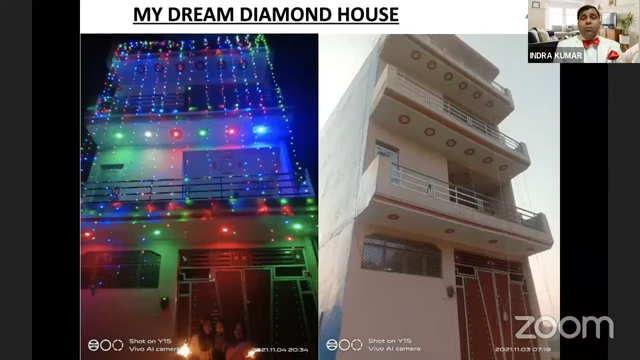 MY DREAM DIAMOND HOUSE
INDRA KUMAR
Shot on Y15
Vivo AI camera
2021.11.04 20:34
Shot on Y15
Vivo AI camera
2021.11.03 07:18
zoom